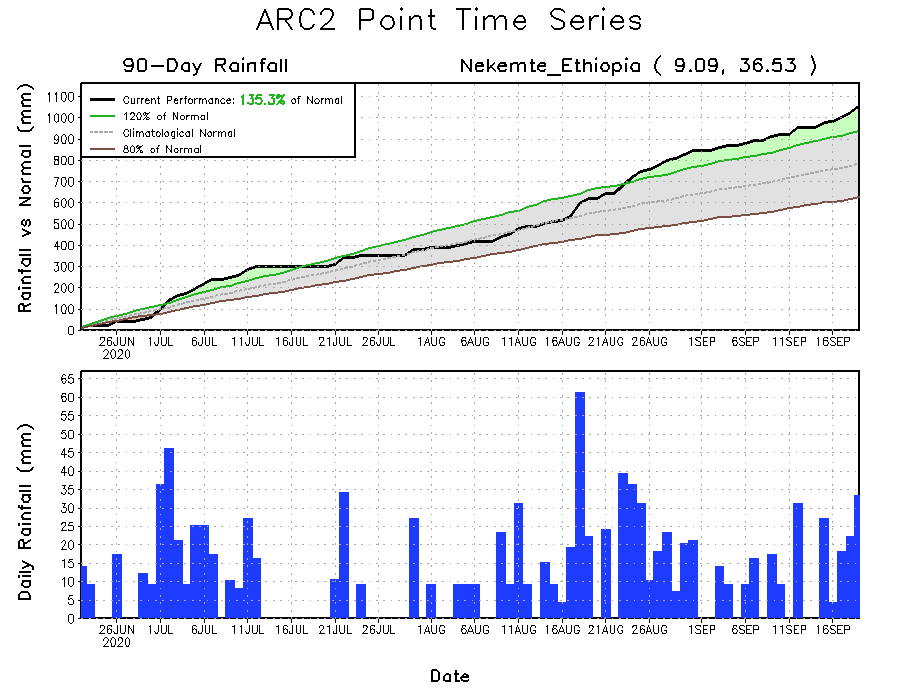 ARC2 Point Time Series
90-Day Rainfall
Nekemte_Ethiopia ( 9.09, 36.53 )
Rainfall vs Normal (mm)
Current Performance: 135.3% of Normal
120% of Normal
Climatological Normal
80% of Normal
1100
1000
900
800
700
600
500
400
300
200
100
0
26JUN 1JUL 6JUL 11JUL 16JUL 21JUL 26JUL 1AUG 6AUG 11AUG 16AUG 21AUG 26AUG 1SEP 6SEP 11SEP 16SEP
2020
Daily Rainfall (mm)
65
60
55
50
45
40
35
30
25
20
15
10
5
0
26JUN 1JUL 6JUL 11JUL 16JUL 21JUL 26JUL 1AUG 6AUG 11AUG 16AUG 21AUG 26AUG 1SEP 6SEP 11SEP 16SEP
2020
Date